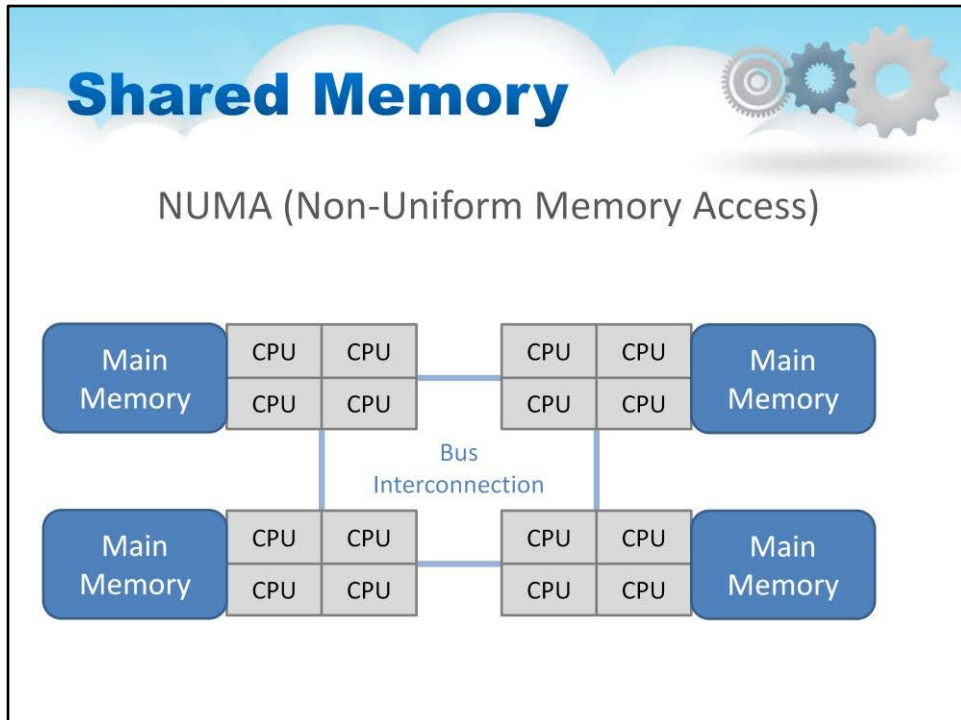 Shared Memory
NUMA (Non-Uniform Memory Access)
Main
Memory
CPU CPU
CPU CPU
CPU CPU
CPU CPU
Main
Memory
Bus
Interconnection
Main
Memory
CPU CPU
CPU CPU
CPU CPU
CPU CPU
Main
Memory